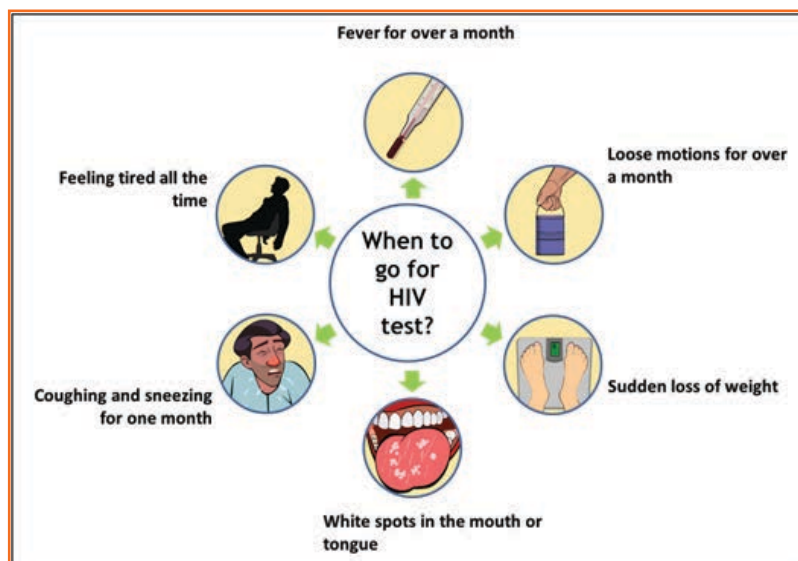 Fever for over a month
Loose motions for over
a month
Feeling tired all the
time
When to
go for
HIV
test?
Sudden loss of weight
Coughing and sneezing
for one month
White spots in the mouth or
tongue